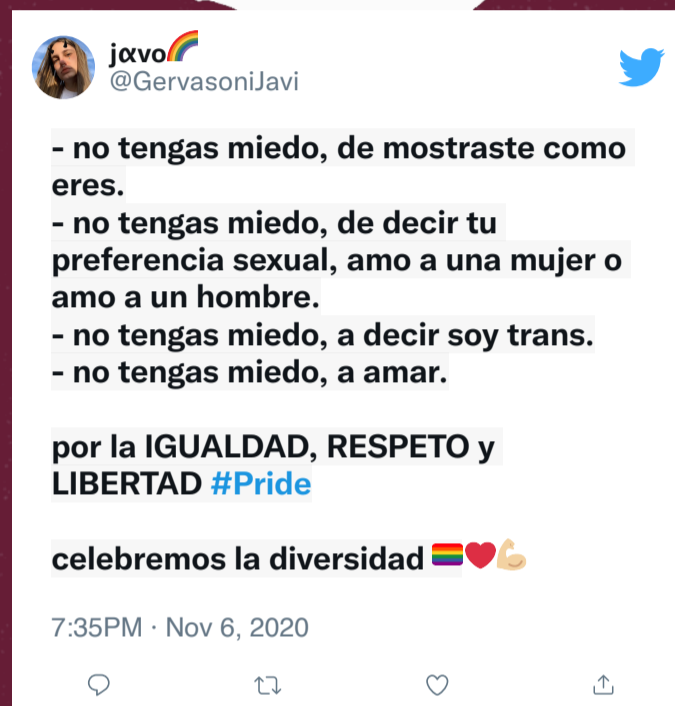 jαvo🌈
@GervasoniJavi
- no tengas miedo, de mostraste como
eres.
- no tengas miedo, de decir tu
preferencia sexual, amo a una mujer o
amo a un hombre.
- no tengas miedo, a decir soy trans.
- no tengas miedo, a amar.
por la IGUALDAD, RESPETO y
LIBERTAD #Pride
celebremos la diversidad 🏳️‍🌈❤️💪🏼
7:35PM · Nov 6, 2020